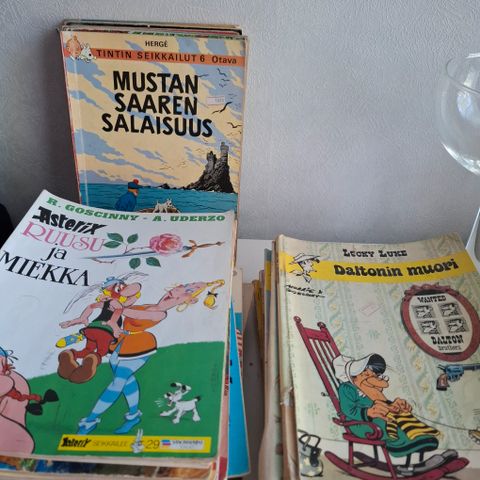 HERGÉ
TINTIN SEIKKAILUT 6 Otava
MUSTAN
SAAREN
SALAISUUS
R. GOSCINNY - A. UDERZO
Asterix
RUUSU
ja
MIEKKA
Asterix SEIKKAILEE 29
LUCKY LUKE
Daltonin muori
WANTED
DALTON
brothers